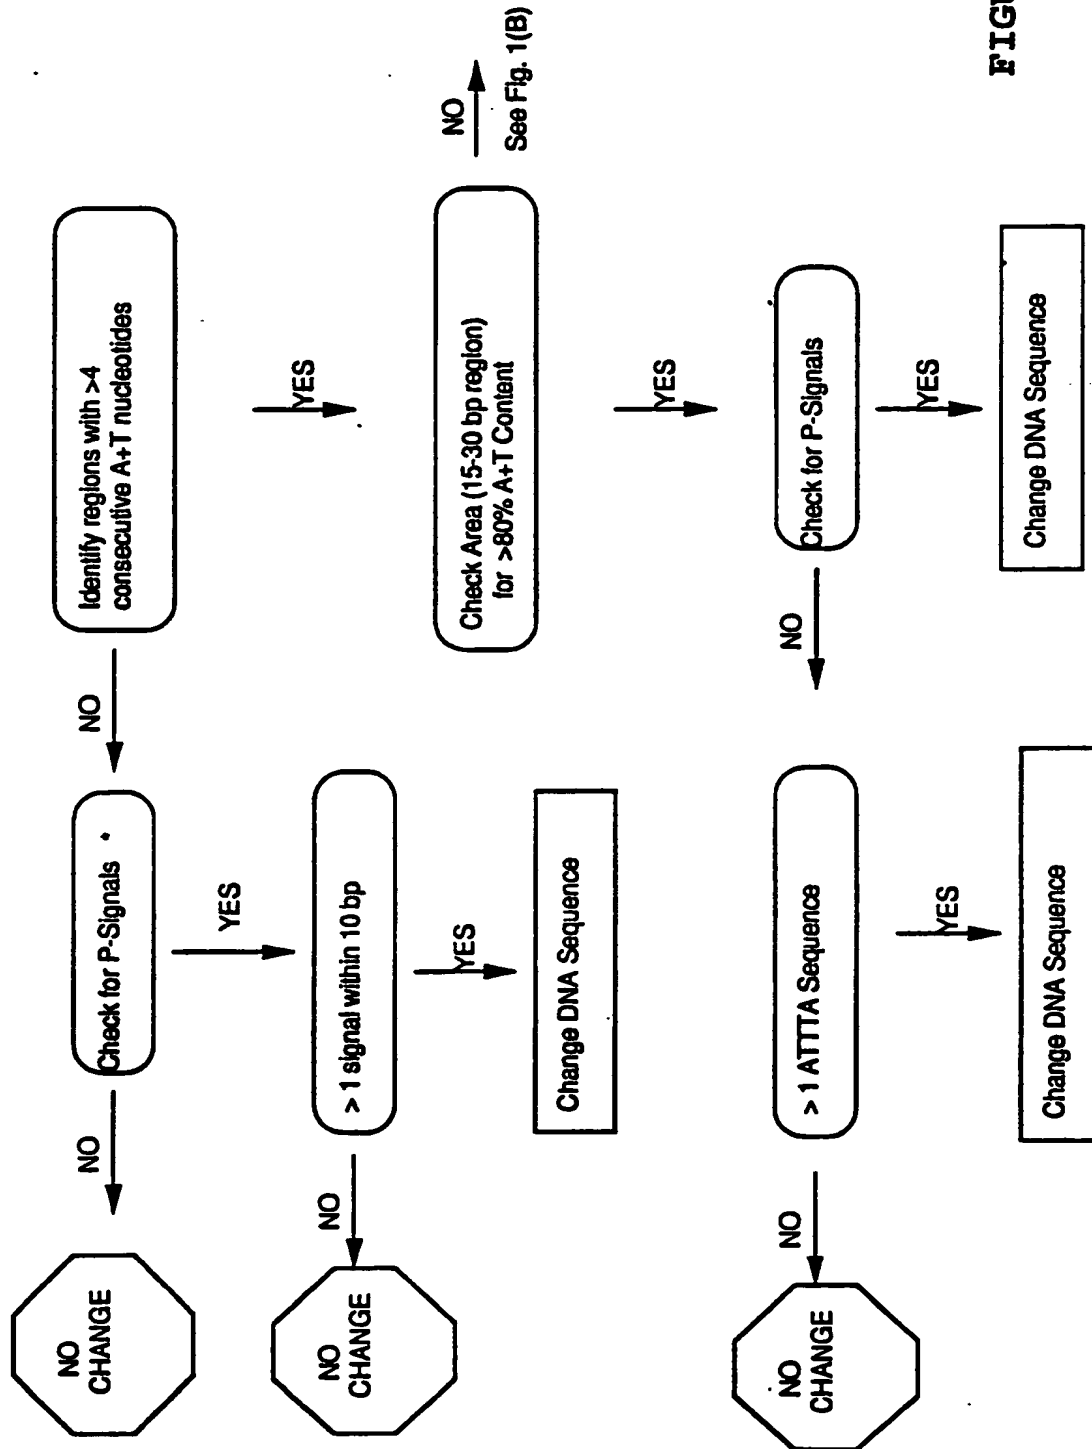 Identify regions with >4
consecutive A+T nucleotides
NO
Check for P-Signals *
NO
NO
CHANGE
YES
YES
> 1 signal within 10 bp
NO
NO
CHANGE
YES
Change DNA Sequence
Check Area (15-30 bp region)
for >80% A+T Content
NO
See Fig. 1(B)
YES
Check for P-Signals
NO
> 1 ATTTA Sequence
NO
NO
CHANGE
YES
YES
Change DNA Sequence
Change DNA Sequence